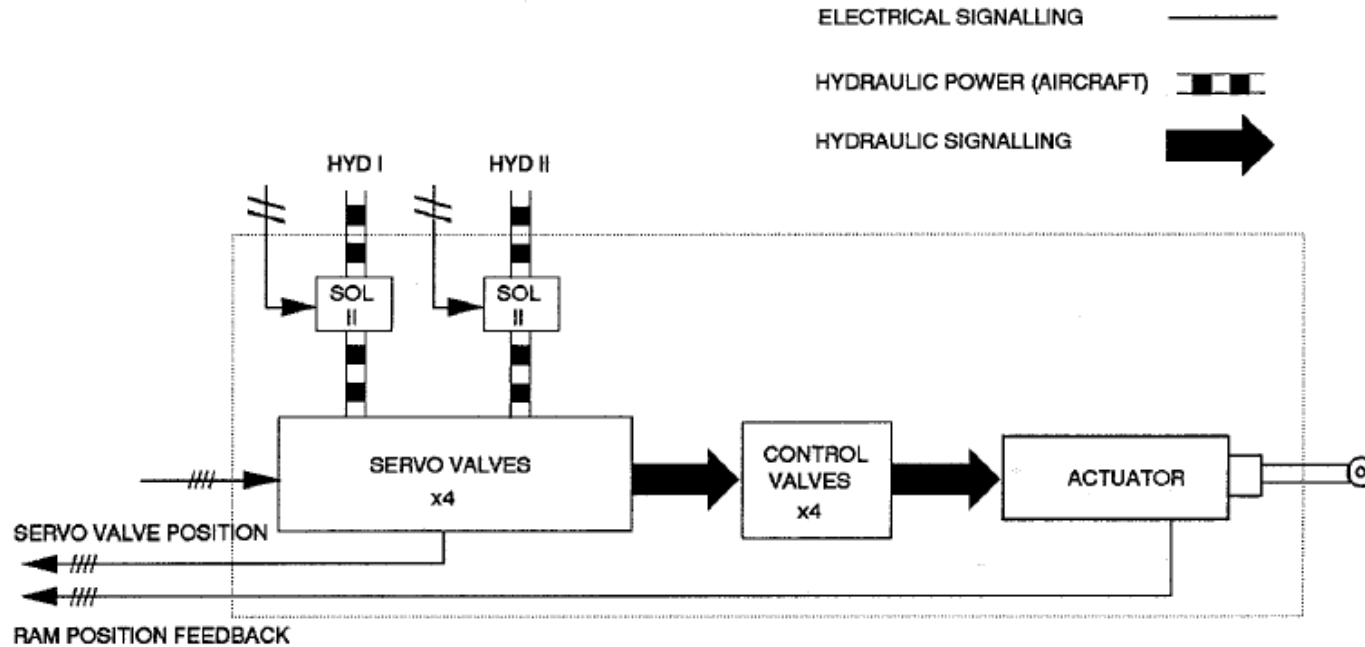 ELECTRICAL SIGNALLING
HYDRAULIC POWER (AIRCRAFT)
HYDRAULIC SIGNALLING
HYD I
HYD II
SOL
II
SOL
II
SERVO VALVES
x4
CONTROL
VALVES
x4
ACTUATOR
SERVO VALVE POSITION
RAM POSITION FEEDBACK